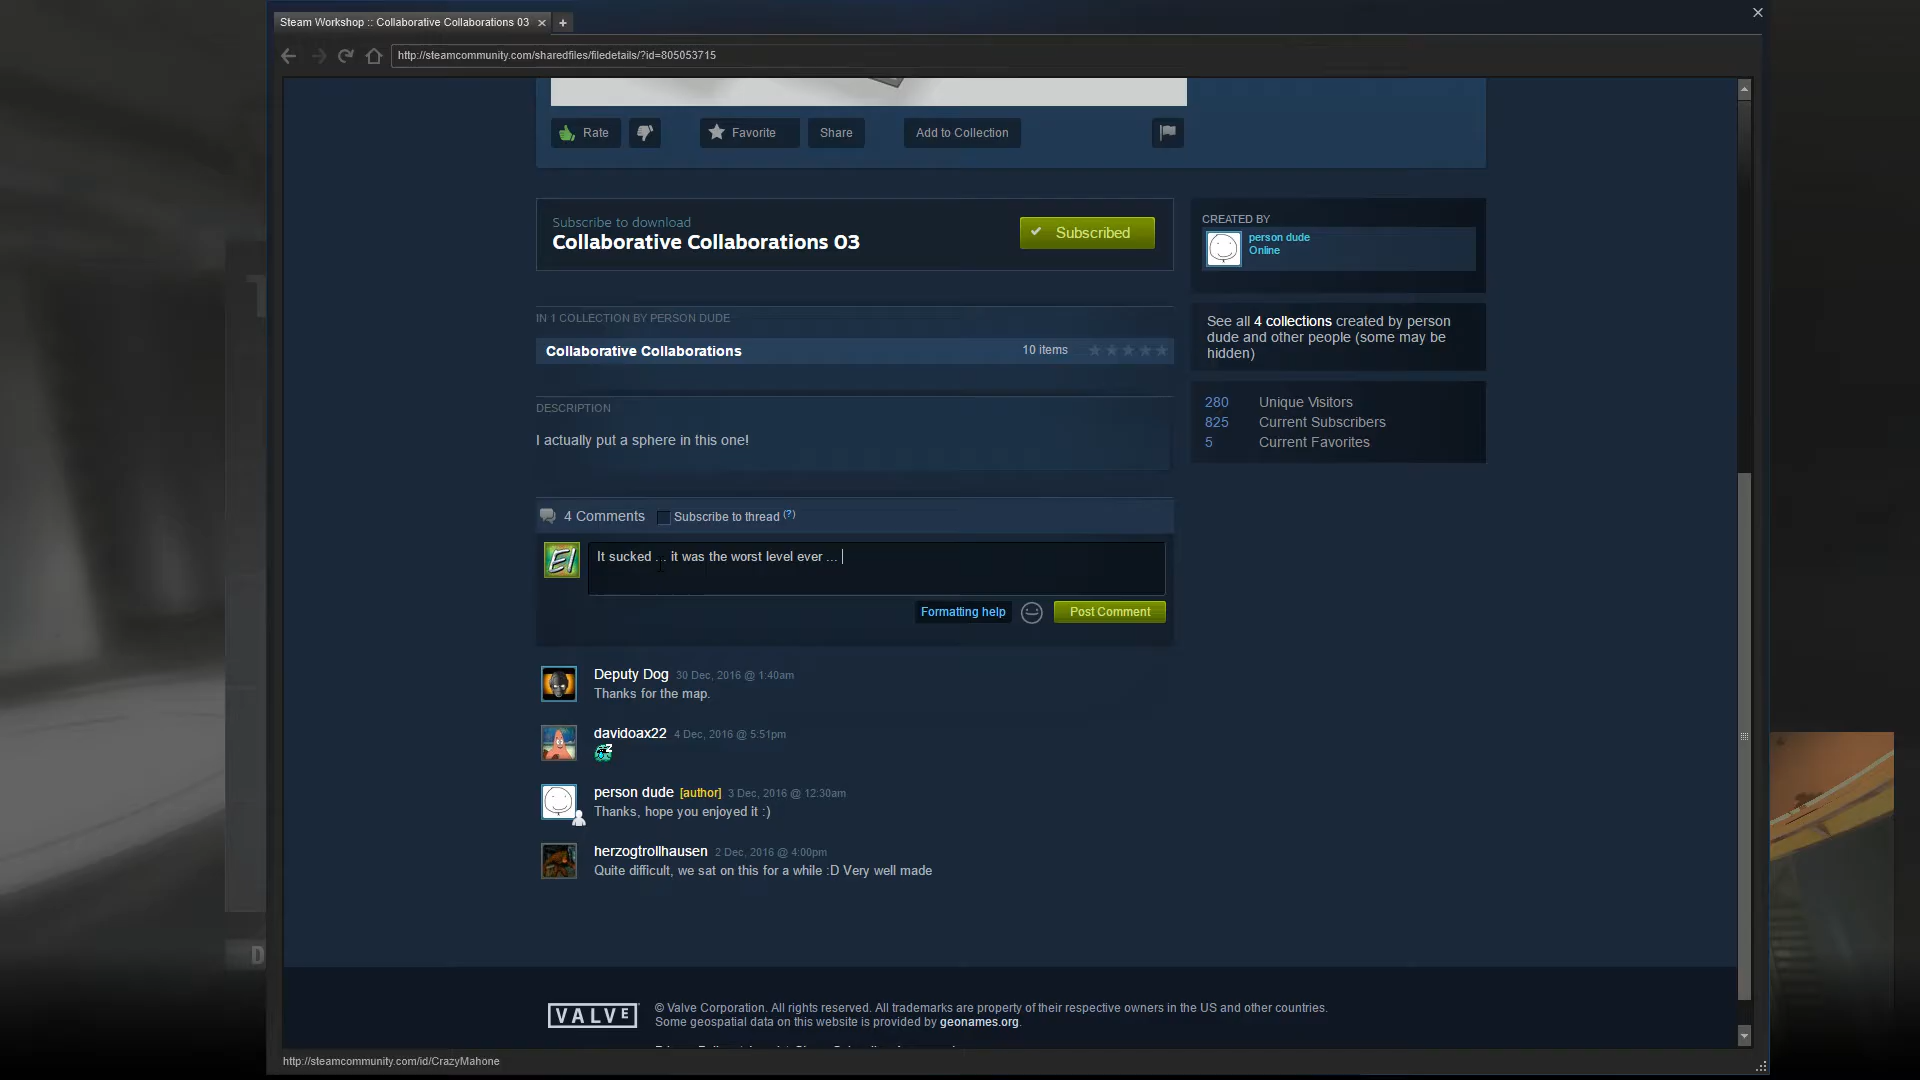 Steam Workshop :: Collaborative Collaborations 03
http://steamcommunity.com/sharedfiles/filedetails/?id=805053715
Rate
Favorite
Share
Add to Collection
Subscribe to download
Collaborative Collaborations 03
Subscribed
CREATED BY
person dude
Online
IN 1 COLLECTION BY PERSON DUDE
Collaborative Collaborations
10 items
See all 4 collections created by person
dude and other people (some may be
hidden)
280 Unique Visitors
825 Current Subscribers
5 Current Favorites
DESCRIPTION
I actually put a sphere in this one!
4 Comments
Subscribe to thread (?)
EI
It sucked ... it was the worst level ever ...
Formatting help
Post Comment
Deputy Dog 30 Dec, 2016 @ 1:40am
Thanks for the map.
davidoax22 4 Dec, 2016 @ 5:51pm
person dude [author] 3 Dec, 2016 @ 12:30am
Thanks, hope you enjoyed it :)
herzogtrollhausen 2 Dec, 2016 @ 4:00pm
Quite difficult, we sat on this for a while :D Very well made
VALVE
© Valve Corporation. All rights reserved. All trademarks are property of their respective owners in the US and other countries.
Some geospatial data on this website is provided by geonames.org.
http://steamcommunity.com/id/CrazyMahone